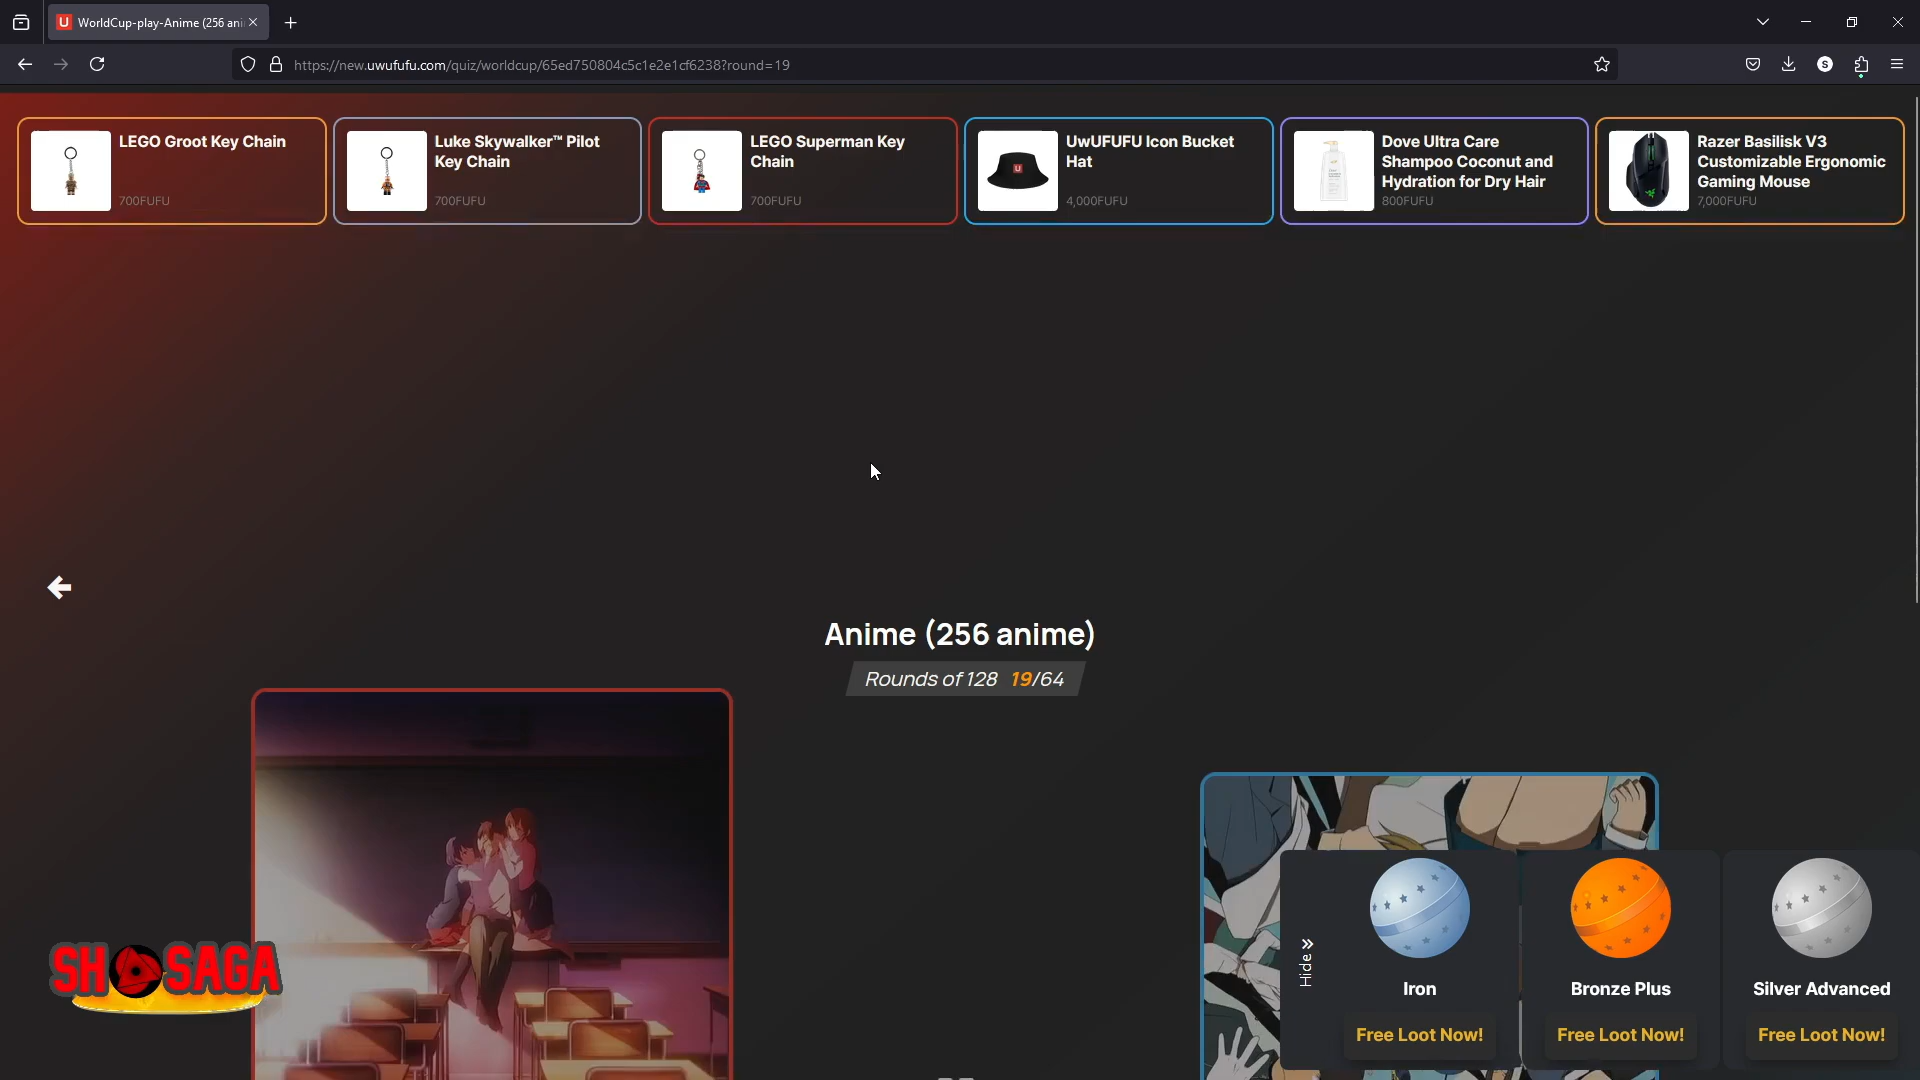 WorldCup-play-Anime (256 ani
https://new.uwufufu.com/quiz/worldcup/65ed750804c5c1e2e1cf6238?round=19
S
LEGO Groot Key Chain
700FUFU
Luke Skywalker™ Pilot
Key Chain
700FUFU
LEGO Superman Key
Chain
700FUFU
U
UwUFUFU Icon Bucket
Hat
4,000FUFU
Dove Ultra Care
Shampoo Coconut and
Hydration for Dry Hair
800FUFU
Razer Basilisk V3
Customizable Ergonomic
Gaming Mouse
7,000FUFU
Anime (256 anime)
Rounds of 128 19/64
SHOSAGA
Hide
Iron
Free Loot Now!
Bronze Plus
Free Loot Now!
Silver Advanced
Free Loot Now!